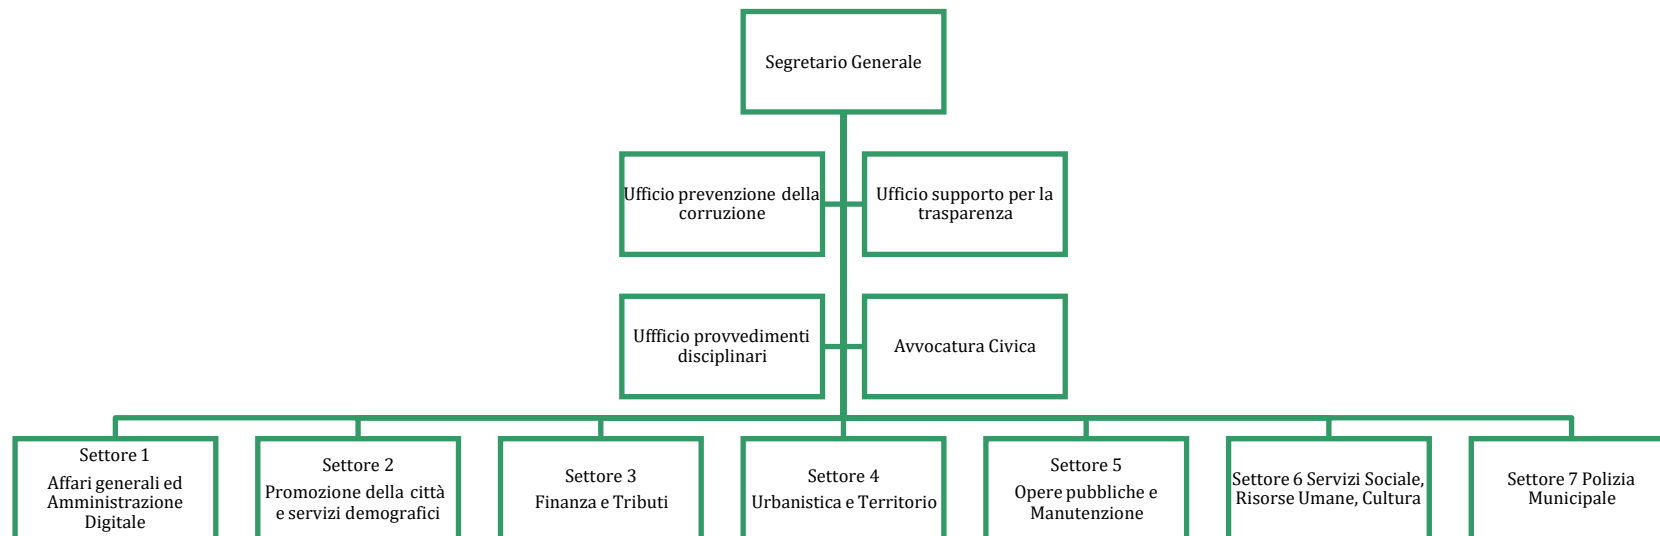 Segretario Generale
Ufficio prevenzione della
corruzione
Ufficio supporto per la
trasparenza
Uffficio provvedimenti
disciplinari
Avvocatura Civica
Settore 1
Affari generali ed
Amministrazione
Digitale
Settore 2
Promozione della città
e servizi demografici
Settore 3
Finanza e Tributi
Settore 4
Urbanistica e Territorio
Settore 5
Opere pubbliche e
Manutenzione
Settore 6 Servizi Sociale,
Risorse Umane, Cultura
Settore 7 Polizia
Municipale